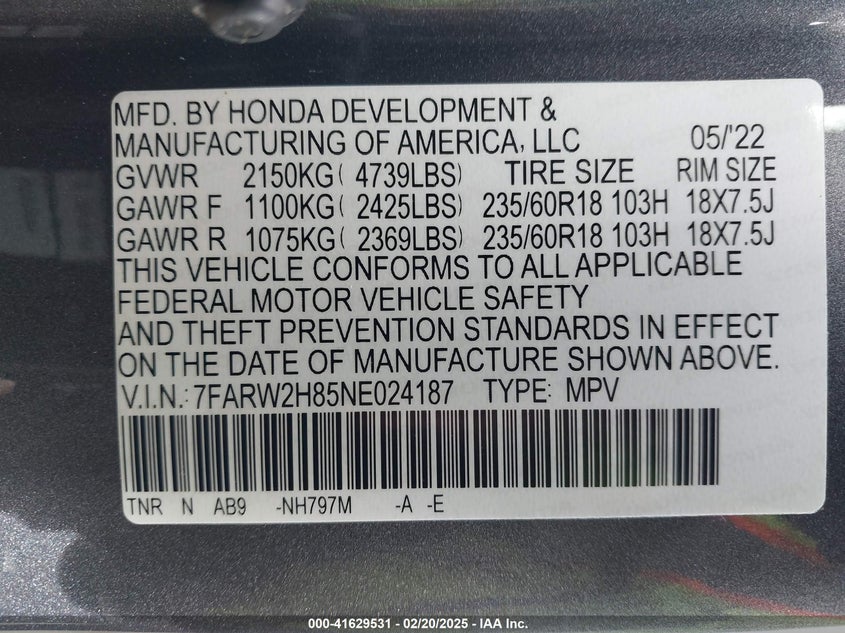 MFD. BY HONDA DEVELOPMENT &
MANUFACTURING OF AMERICA, LLC 05/'22
GVWR 2150KG( 4739LBS) TIRE SIZE RIM SIZE
GAWR F 1100KG( 2425LBS) 235/60R18 103H 18X7.5J
GAWR R 1075KG( 2369LBS) 235/60R18 103H 18X7.5J
THIS VEHICLE CONFORMS TO ALL APPLICABLE
FEDERAL MOTOR VEHICLE SAFETY
AND THEFT PREVENTION STANDARDS IN EFFECT
ON THE DATE OF MANUFACTURE SHOWN ABOVE.
V.I.N.:7FARW2H85NE024187 TYPE: MPV
TNR N AB9 -NH797M -A -E
000-41629531 - 02/20/2025 - IAA Inc.